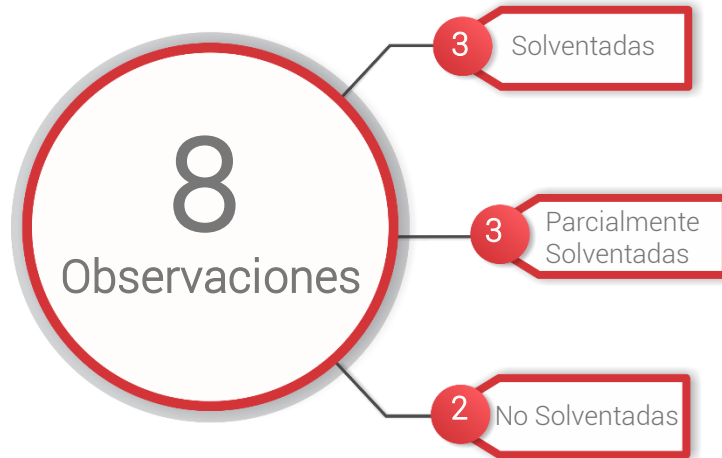 8
Observaciones
3
Solventadas
3
Parcialmente
Solventadas
2
No Solventadas